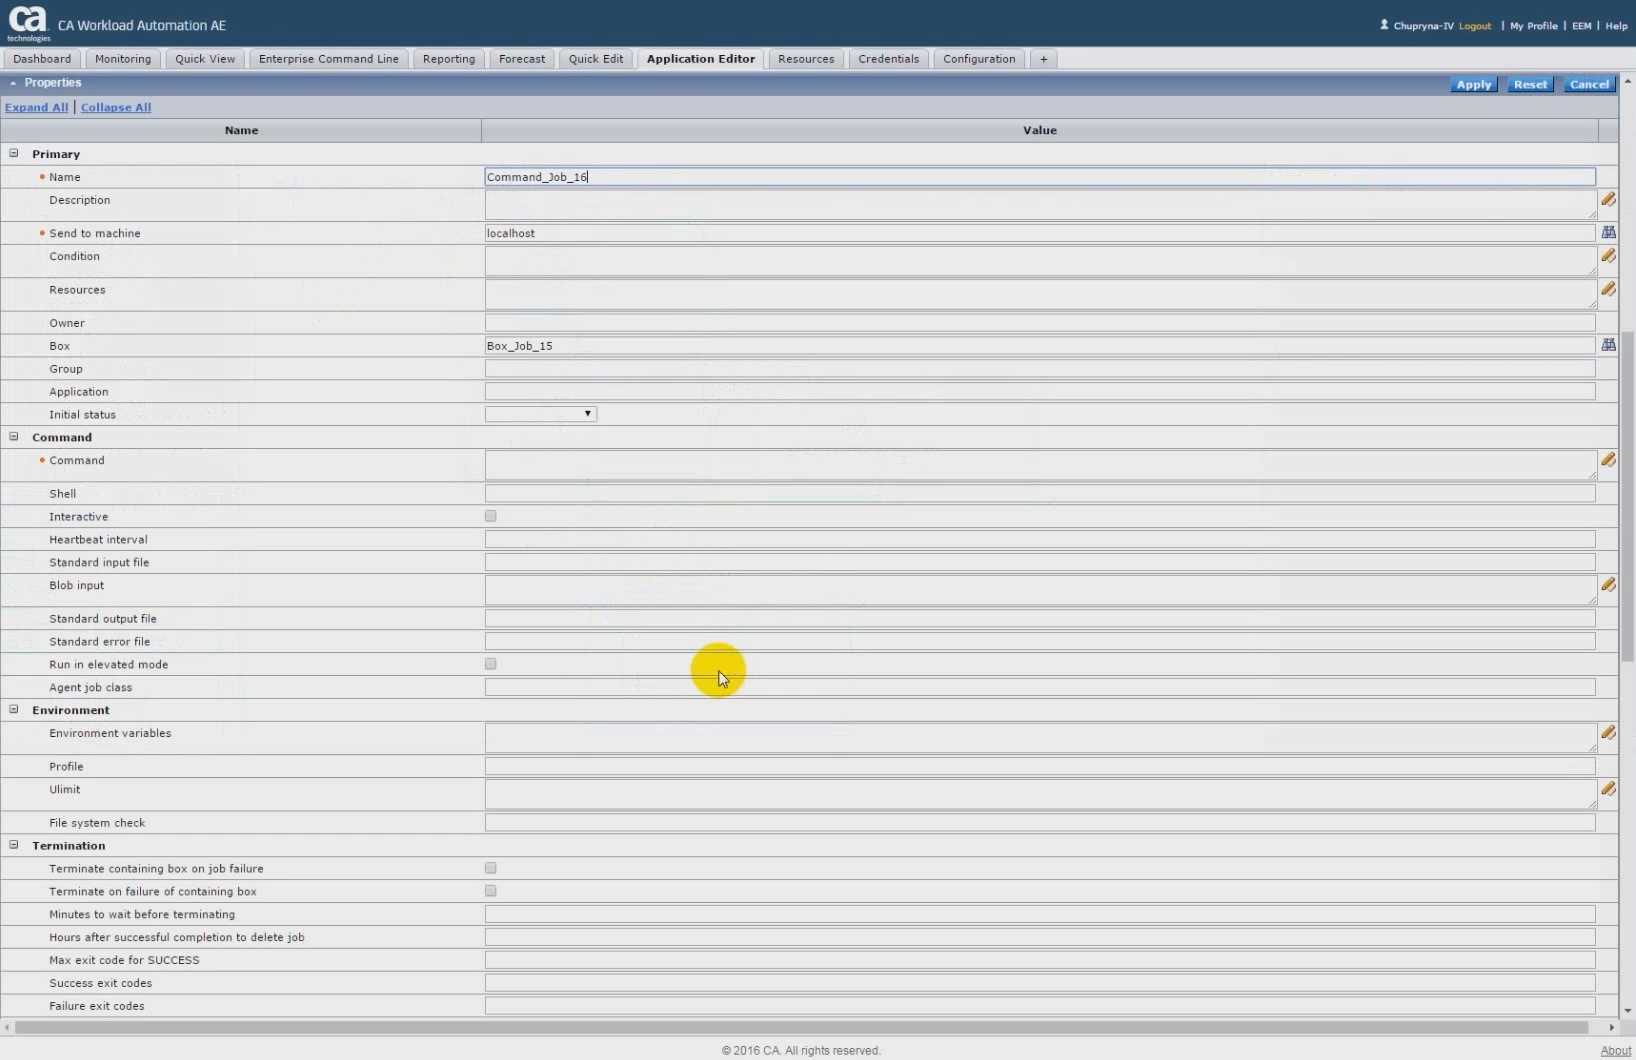 ca
technologies
CA Workload Automation AE
Chupryna-IV Logout | My Profile | EEM | Help
Dashboard Monitoring Quick View Enterprise Command Line Reporting Forecast Quick Edit Application Editor Resources Credentials Configuration +
Properties Apply Reset Cancel
Expand All | Collapse All
Name Value
Primary
Name Command_Job_16
Description
Send to machine localhost
Condition
Resources
Owner
Box Box_Job_15
Group
Application
Initial status
Command
Command
Shell
Interactive
Heartbeat interval
Standard input file
Blob input
Standard output file
Standard error file
Run in elevated mode
Agent job class
Environment
Environment variables
Profile
Ulimit
File system check
Termination
Terminate containing box on job failure
Terminate on failure of containing box
Minutes to wait before terminating
Hours after successful completion to delete job
Max exit code for SUCCESS
Success exit codes
Failure exit codes
© 2016 CA. All rights reserved.
About